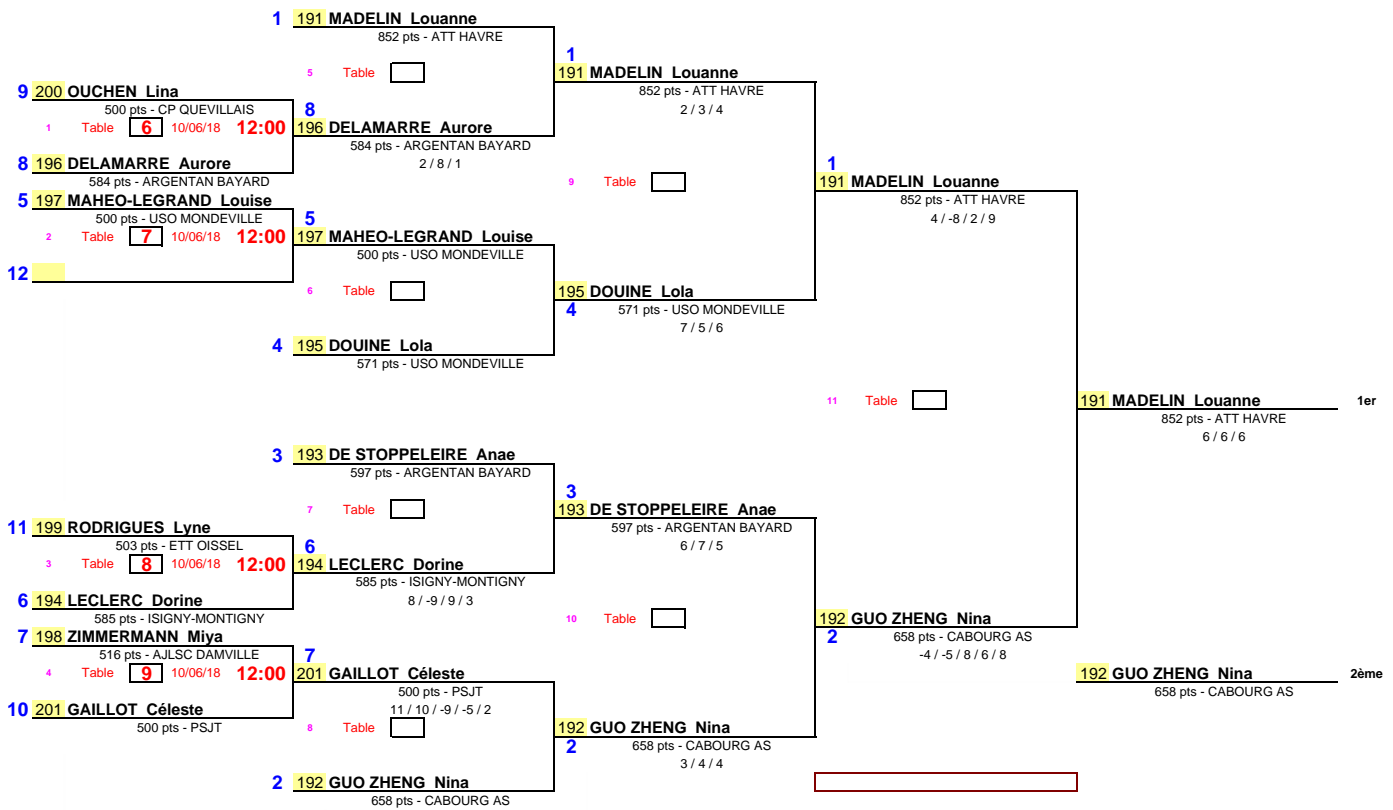 1 191 MADELIN Louanne
852 pts - ATT HAVRE
5 Table
9 200 OUCHEN Lina
500 pts - CP QUEVILLAIS
1 Table 6 10/06/18 12:00
8 196 DELAMARRE Aurore
584 pts - ARGENTAN BAYARD
8
196 DELAMARRE Aurore
584 pts - ARGENTAN BAYARD
2 / 8 / 1
5 197 MAHEO-LEGRAND Louise
500 pts - USO MONDEVILLE
2 Table 7 10/06/18 12:00
12
5
197 MAHEO-LEGRAND Louise
500 pts - USO MONDEVILLE
6 Table
4 195 DOUINE Lola
571 pts - USO MONDEVILLE
1
191 MADELIN Louanne
852 pts - ATT HAVRE
2 / 3 / 4
9 Table
195 DOUINE Lola
4
571 pts - USO MONDEVILLE
7 / 5 / 6
1
191 MADELIN Louanne
852 pts - ATT HAVRE
4 / -8 / 2 / 9
11 Table
191 MADELIN Louanne 1er
852 pts - ATT HAVRE
6 / 6 / 6
3 193 DE STOPPELEIRE Anae
597 pts - ARGENTAN BAYARD
7 Table
11 199 RODRIGUES Lyne
503 pts - ETT OISSEL
3 Table 8 10/06/18 12:00
6 194 LECLERC Dorine
585 pts - ISIGNY-MONTIGNY
6
194 LECLERC Dorine
585 pts - ISIGNY-MONTIGNY
8 / -9 / 9 / 3
7 198 ZIMMERMANN Miya
516 pts - AJLSC DAMVILLE
4 Table 9 10/06/18 12:00
10 201 GAILLOT Céleste
500 pts - PSJT
7
201 GAILLOT Céleste
500 pts - PSJT
11 / 10 / -9 / -5 / 2
8 Table
2 192 GUO ZHENG Nina
658 pts - CABOURG AS
3
193 DE STOPPELEIRE Anae
597 pts - ARGENTAN BAYARD
6 / 7 / 5
10 Table
192 GUO ZHENG Nina
2
658 pts - CABOURG AS
3 / 4 / 4
192 GUO ZHENG Nina
2
658 pts - CABOURG AS
-4 / -5 / 8 / 6 / 8
192 GUO ZHENG Nina 2ème
658 pts - CABOURG AS